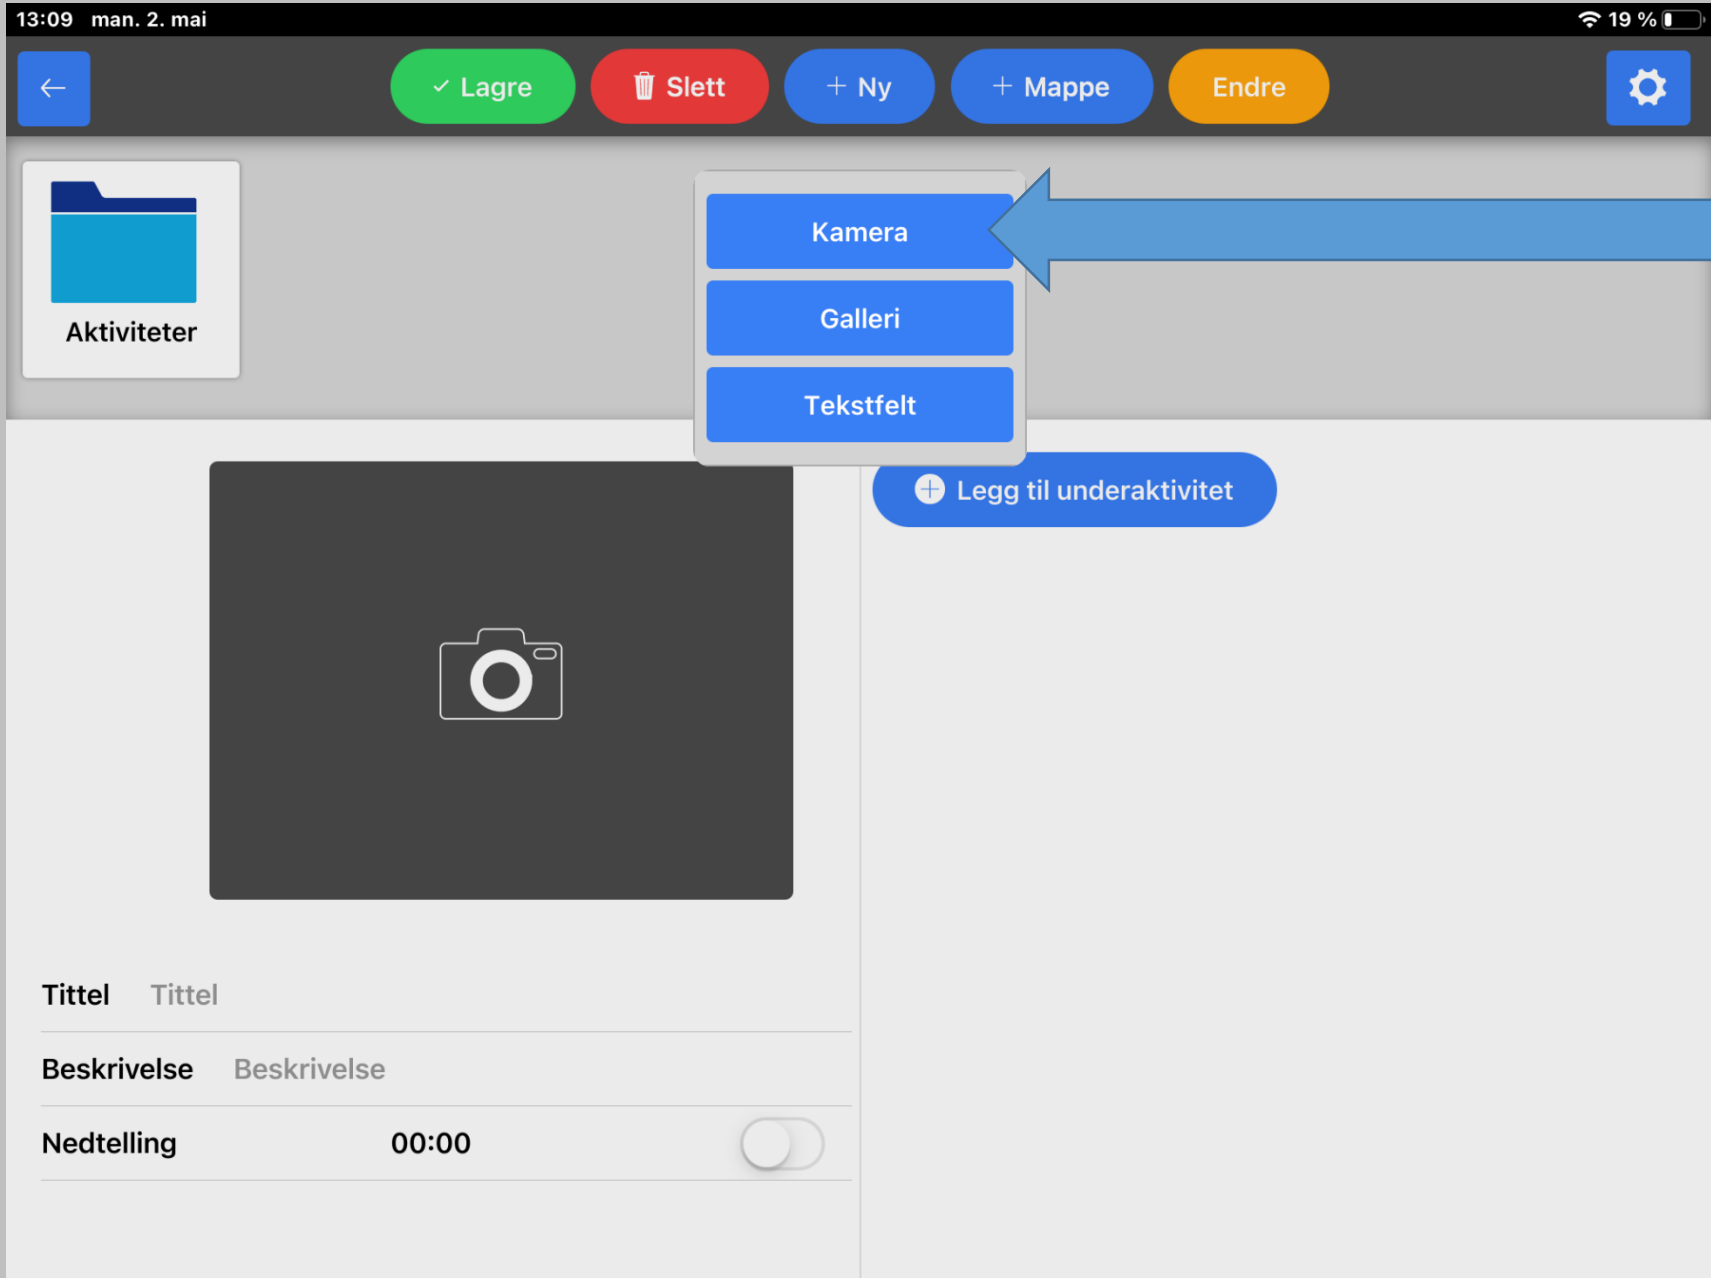 13:09 man. 2. mai 19 %
Lagre Slett + Ny + Mappe Endre
Kamera
Galleri
Tekstfelt
Aktiviteter
Legg til underaktivitet
Tittel Tittel
Beskrivelse Beskrivelse
Nedtelling 00:00